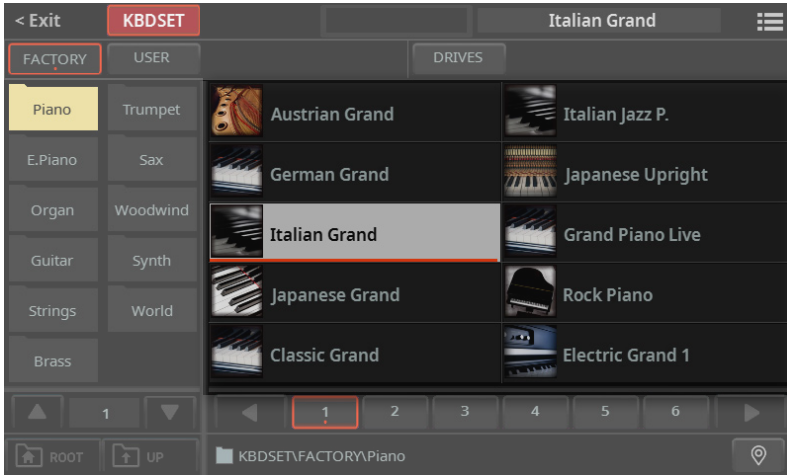 < Exit KBDSET Italian Grand
FACTORY USER DRIVES
Piano Trumpet Austrian Grand Italian Jazz P.
E.Piano Sax German Grand Japanese Upright
Organ Woodwind Italian Grand Grand Piano Live
Guitar Synth Japanese Grand Rock Piano
Strings World Classic Grand Electric Grand 1
Brass
1 1 2 3 4 5 6
ROOT UP KBDSET\FACTORY\Piano